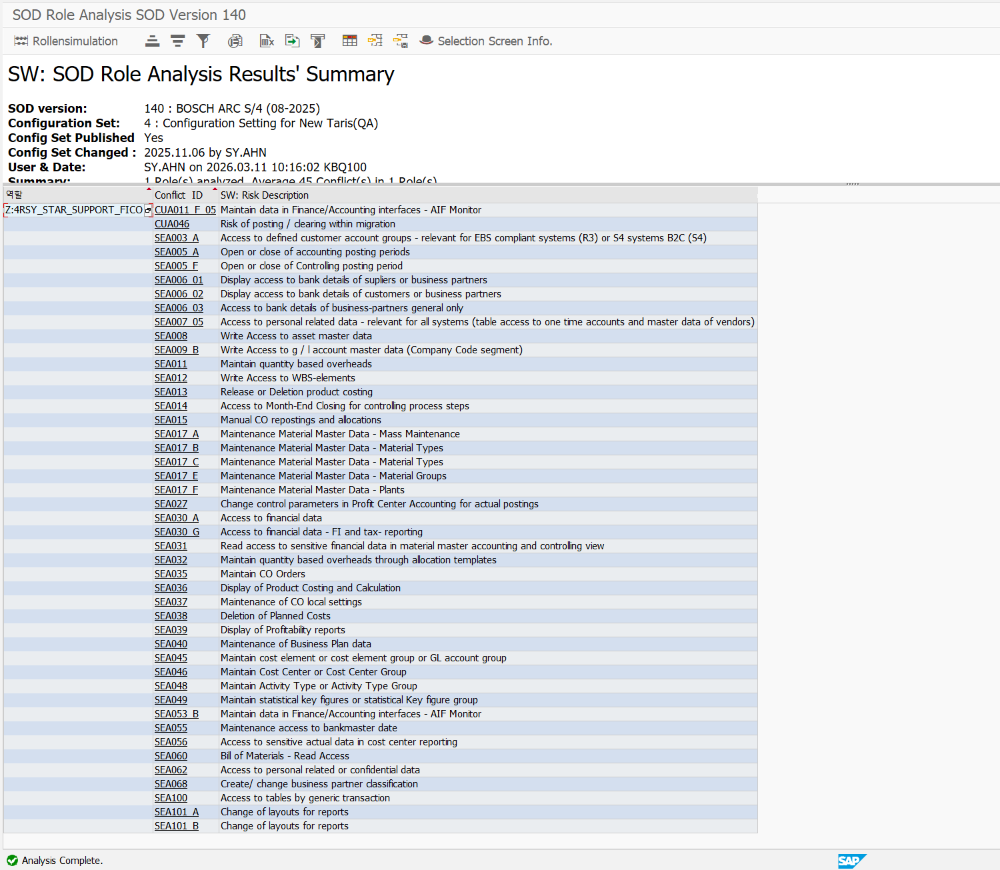 SOD Role Analysis SOD Version 140
Rollensimulation Selection Screen Info.
SW: SOD Role Analysis Results' Summary
SOD version: 140 : BOSCH ARC S/4 (08-2025)
Configuration Set: 4 : Configuration Setting for New Taris(QA)
Config Set Published Yes
Config Set Changed : 2025.11.06 by SY.AHN
User & Date: SY.AHN on 2026.03.11 10:16:02 KBQ100
Summary: 1 Role(s) analyzed, Average 45 Conflict(s) in 1 Role(s)
역할 Conflict ID SW: Risk Description
Z:4RSY_STAR_SUPPORT_FICO CUA011_F_05 Maintain data in Finance/Accounting interfaces - AIF Monitor
CUA046 Risk of posting / clearing within migration
SEA003_A Access to defined customer account groups - relevant for EBS compliant systems (R3) or S4 systems B2C (S4)
SEA005_A Open or close of accounting posting periods
SEA005_F Open or close of Controlling posting period
SEA006_01 Display access to bank details of supliers or business partners
SEA006_02 Display access to bank details of customers or business partners
SEA006_03 Access to bank details of business-partners general only
SEA007_05 Access to personal related data - relevant for all systems (table access to one time accounts and master data of vendors)
SEA008 Write Access to asset master data
SEA009_B Write Access to g / l account master data (Company Code segment)
SEA011 Maintain quantity based overheads
SEA012 Write Access to WBS-elements
SEA013 Release or Deletion product costing
SEA014 Access to Month-End Closing for controlling process steps
SEA015 Manual CO repostings and allocations
SEA017_A Maintenance Material Master Data - Mass Maintenance
SEA017_B Maintenance Material Master Data - Material Types
SEA017_C Maintenance Material Master Data - Material Types
SEA017_E Maintenance Material Master Data - Material Groups
SEA017_F Maintenance Material Master Data - Plants
SEA027 Change control parameters in Profit Center Accounting for actual postings
SEA030_A Access to financial data
SEA030_G Access to financial data - FI and tax- reporting
SEA031 Read access to sensitive financial data in material master accounting and controlling view
SEA032 Maintain quantity based overheads through allocation templates
SEA035 Maintain CO Orders
SEA036 Display of Product Costing and Calculation
SEA037 Maintenance of CO local settings
SEA038 Deletion of Planned Costs
SEA039 Display of Profitability reports
SEA040 Maintenance of Business Plan data
SEA045 Maintain cost element or cost element group or GL account group
SEA046 Maintain Cost Center or Cost Center Group
SEA048 Maintain Activity Type or Activity Type Group
SEA049 Maintain statistical key figures or statistical Key figure group
SEA053_B Maintain data in Finance/Accounting interfaces - AIF Monitor
SEA055 Maintenance access to bankmaster date
SEA056 Access to sensitive actual data in cost center reporting
SEA060 Bill of Materials - Read Access
SEA062 Access to personal related or confidential data
SEA068 Create/ change business partner classification
SEA100 Access to tables by generic transaction
SEA101_A Change of layouts for reports
SEA101_B Change of layouts for reports
Analysis Complete. SAP